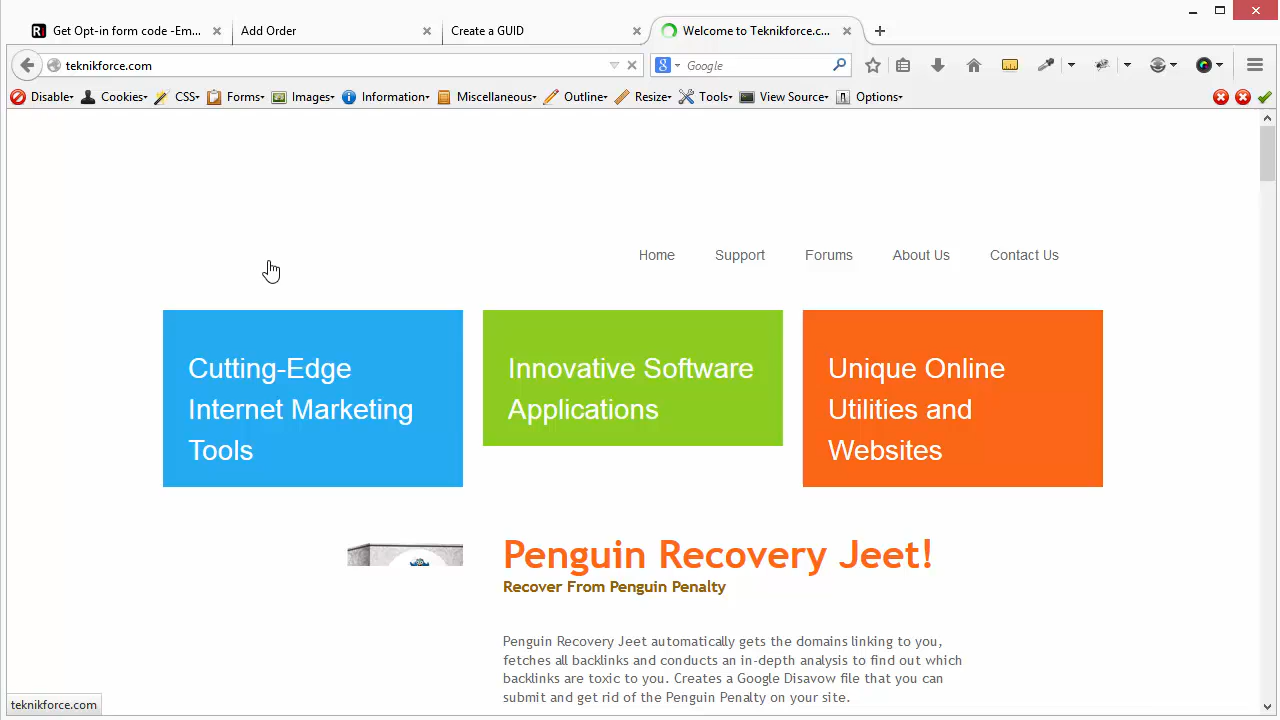 Get Opt-in form code -Em...
Add Order
Create a GUID
Welcome to Teknikforce.c...
teknikforce.com
Google
Disable
Cookies
CSS
Forms
Images
Information
Miscellaneous
Outline
Resize
Tools
View Source
Options
Home
Support
Forums
About Us
Contact Us
Cutting-Edge
Internet Marketing
Tools
Innovative Software
Applications
Unique Online
Utilities and
Websites
Penguin Recovery Jeet!
Recover From Penguin Penalty
Penguin Recovery Jeet automatically gets the domains linking to you,
fetches all backlinks and conducts an in-depth analysis to find out which
backlinks are toxic to you. Creates a Google Disavow file that you can
submit and get rid of the Penguin Penalty on your site.
teknikforce.com